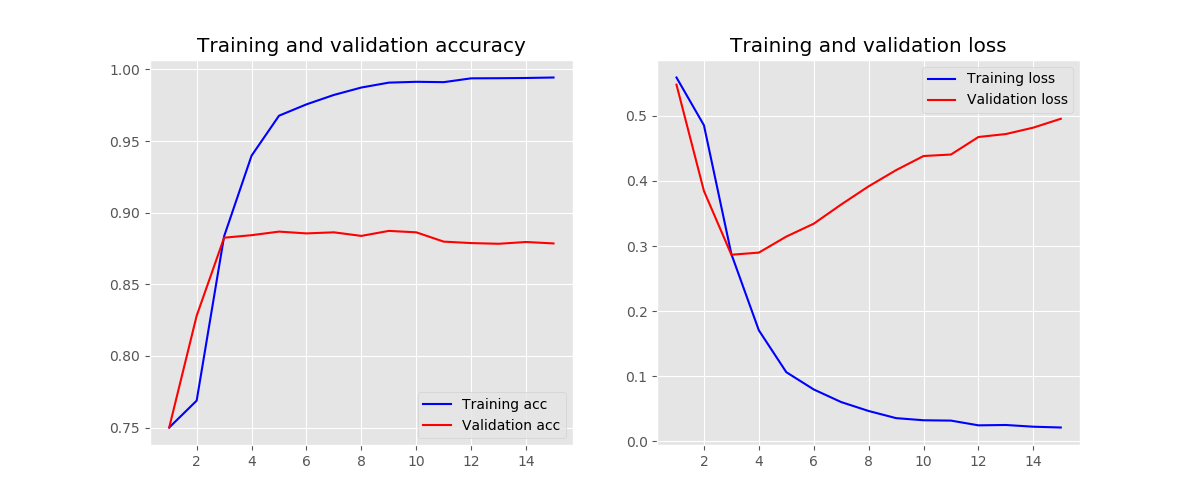 Training and validation accuracy
1.00
0.95
0.90
0.85
0.80
0.75
2 4 6 8 10 12 14
Training acc
Validation acc
Training and validation loss
0.5
0.4
0.3
0.2
0.1
0.0
2 4 6 8 10 12 14
Training loss
Validation loss